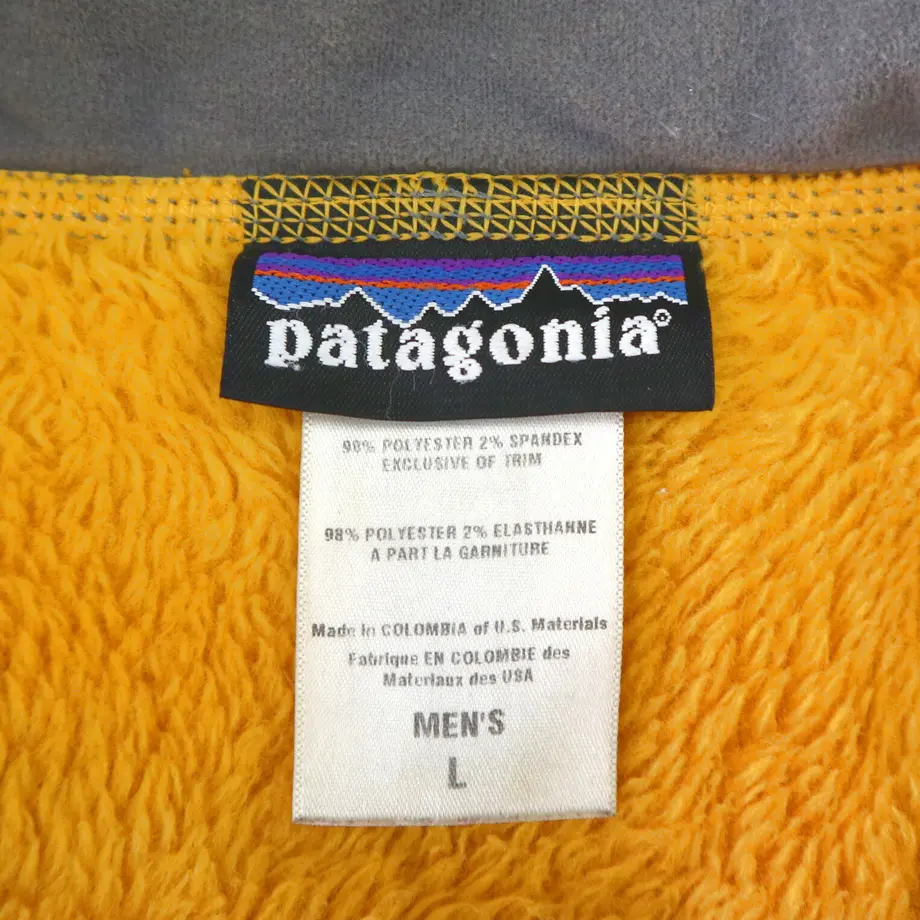 patagonia®
98% POLYESTER 2% SPANDEX
EXCLUSIVE OF TRIM
98% POLYESTER 2% ELASTHANNE
A PART LA GARNITURE
Made in COLOMBIA of U.S. Materials
Fabrique EN COLOMBIE des
Materiaux des USA
MEN'S
L